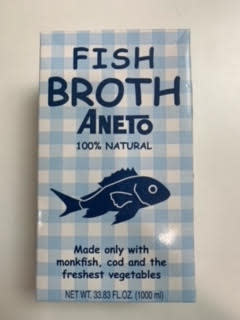 FISH
BROTH
ANETO
100% NATURAL
Made only with
monkfish, cod and the
freshest vegetables
NET WT. 33.83 FL.OZ. (1000 ml)